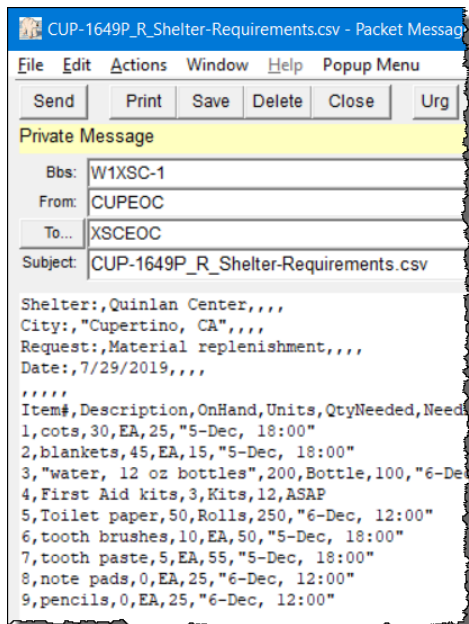 CUP-1649P_R_Shelter-Requirements.csv - Packet Messag
File Edit Actions Window Help Popup Menu
Send Print Save Delete Close Urg
Private Message
Bbs: W1XSC-1
From: CUPEOC
To... XSCEOC
Subject: CUP-1649P_R_Shelter-Requirements.csv
Shelter:,Quinlan Center,,,,
City:,"Cupertino, CA",,,,
Request:,Material replenishment,,,,
Date:,7/29/2019,,,,
,,,,,
Item#,Description,OnHand,Units,QtyNeeded,Need
1,cots,30,EA,25,"5-Dec, 18:00"
2,blankets,45,EA,15,"5-Dec, 18:00"
3,"water, 12 oz bottles",200,Bottle,100,"6-De
4,First Aid kits,3,Kits,12,ASAP
5,Toilet paper,50,Rolls,250,"6-Dec, 12:00"
6,tooth brushes,10,EA,50,"5-Dec, 18:00"
7,tooth paste,5,EA,55,"5-Dec, 18:00"
8,note pads,0,EA,25,"6-Dec, 12:00"
9,pencils,0,EA,25,"6-Dec, 12:00"